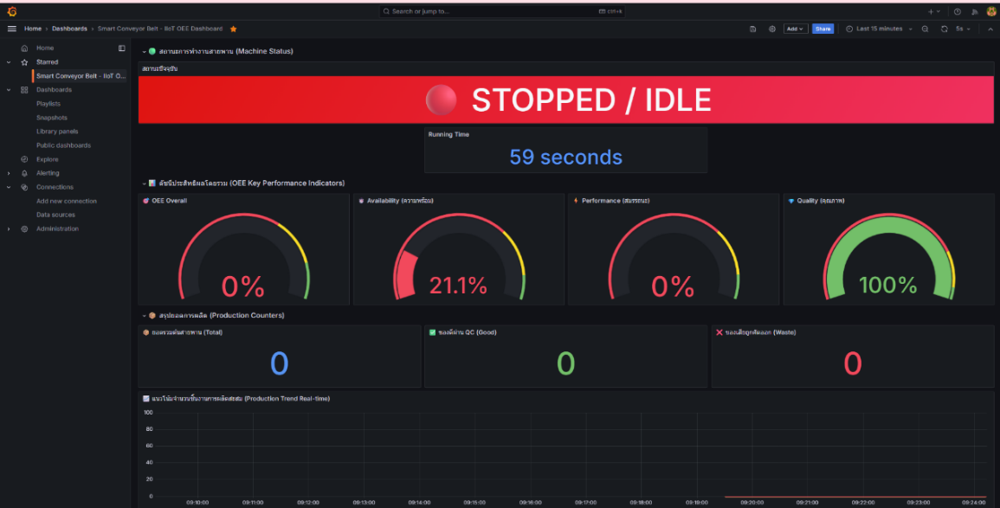 Search or jump to...
ctrl+k
Home › Dashboards › Smart Conveyor Belt - IIoT OEE Dashboard
Add
Share
Last 15 minutes
5s
Home
Starred
Smart Conveyor Belt - IIoT O...
Dashboards
Playlists
Snapshots
Library panels
Public dashboards
Explore
Alerting
Connections
Add new connection
Data sources
Administration
สถานะการทำงานสายพาน (Machine Status)
สถานะปัจจุบัน
STOPPED / IDLE
Running Time
59 seconds
ดัชนีประสิทธิผลโดยรวม (OEE Key Performance Indicators)
OEE Overall
0%
Availability (ความพร้อม)
21.1%
Performance (สมรรถนะ)
0%
Quality (คุณภาพ)
100%
สรุปยอดการผลิต (Production Counters)
ยอดรวมต้นสายพาน (Total)
0
ของดีผ่าน QC (Good)
0
ของเสียถูกคัดออก (Waste)
0
แนวโน้มจำนวนชิ้นงานการผลิตสะสม (Production Trend Real-time)
100
80
60
40
20
0
09:10:00 09:11:00 09:12:00 09:13:00 09:14:00 09:15:00 09:16:00 09:17:00 09:18:00 09:19:00 09:20:00 09:21:00 09:22:00 09:23:00 09:24:00